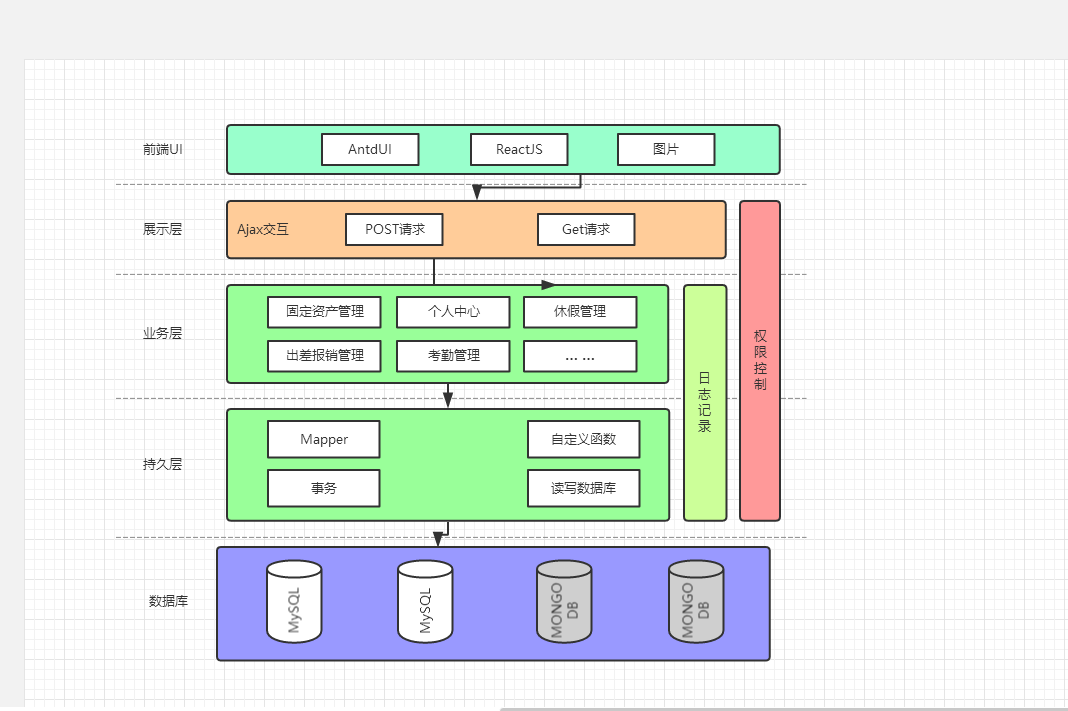 前端UI
AntdUI
ReactJS
图片
展示层
Ajax交互
POST请求
Get请求
业务层
固定资产管理
个人中心
休假管理
出差报销管理
考勤管理
... ...
持久层
Mapper
自定义函数
事务
读写数据库
日志记录
权限控制
数据库
MySQL
MySQL
MONGO
DB
MONGO
DB